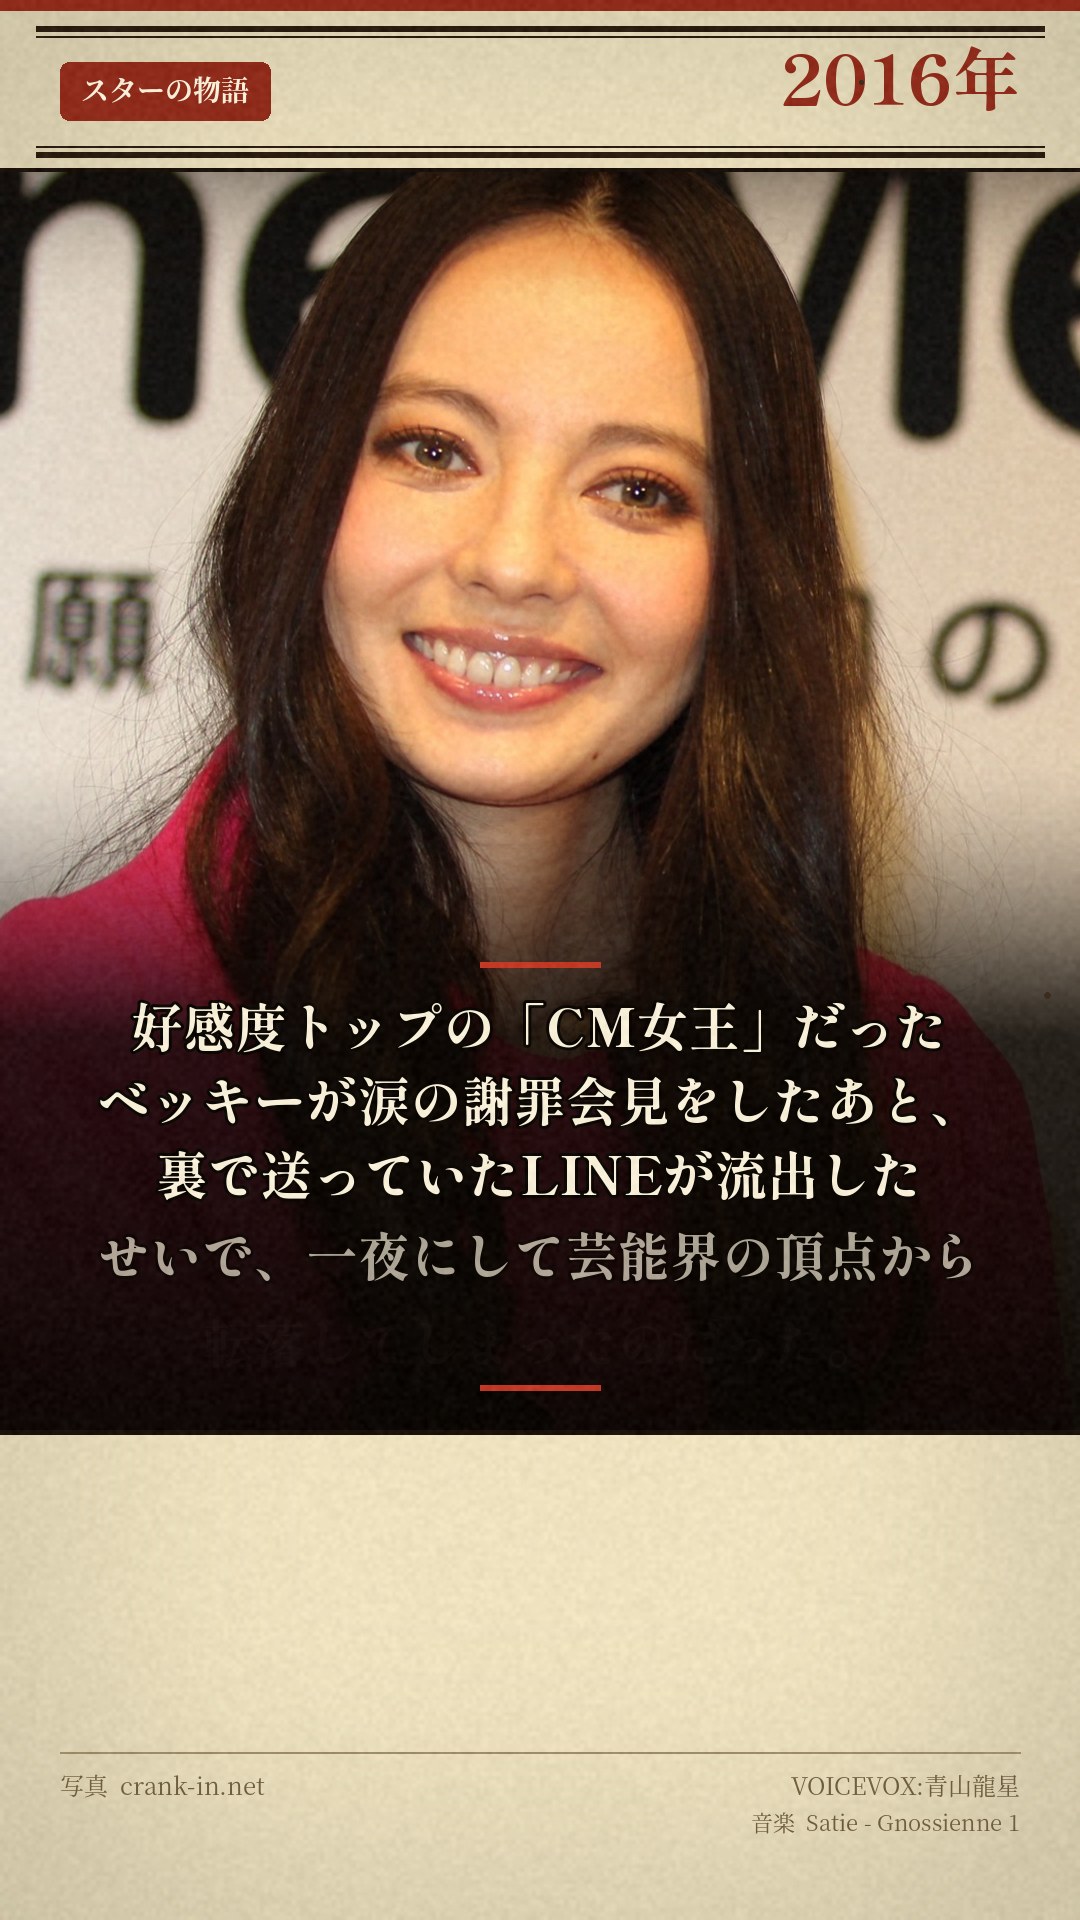 スターの物語
2016年
願
の
好感度トップの「CM女王」だった
ベッキーが涙の謝罪会見をしたあと、
裏で送っていたLINEが流出した
せいで、一夜にして芸能界の頂点から
写真 crank-in.net
VOICEVOX:青山龍星
音楽 Satie - Gnossienne 1